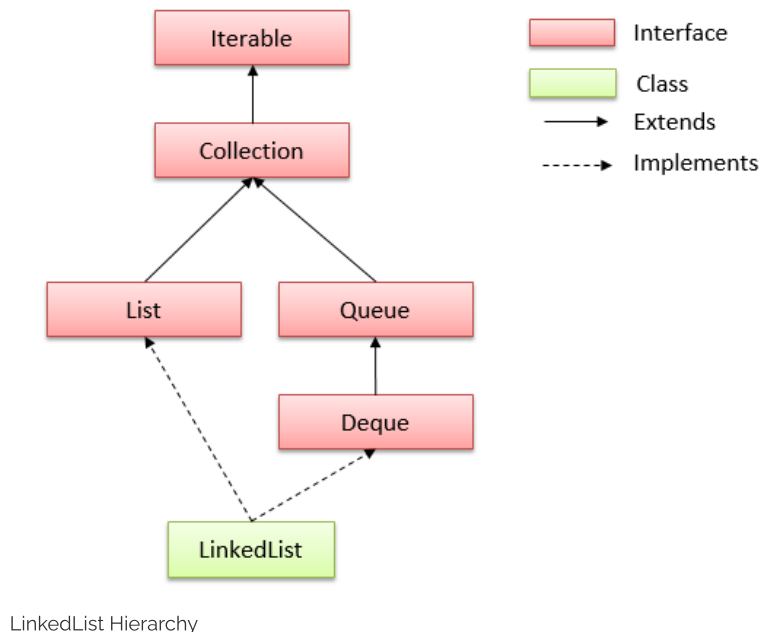 Iterable
Interface
Class
Collection
Extends
Implements
List
Queue
Deque
LinkedList
LinkedList Hierarchy